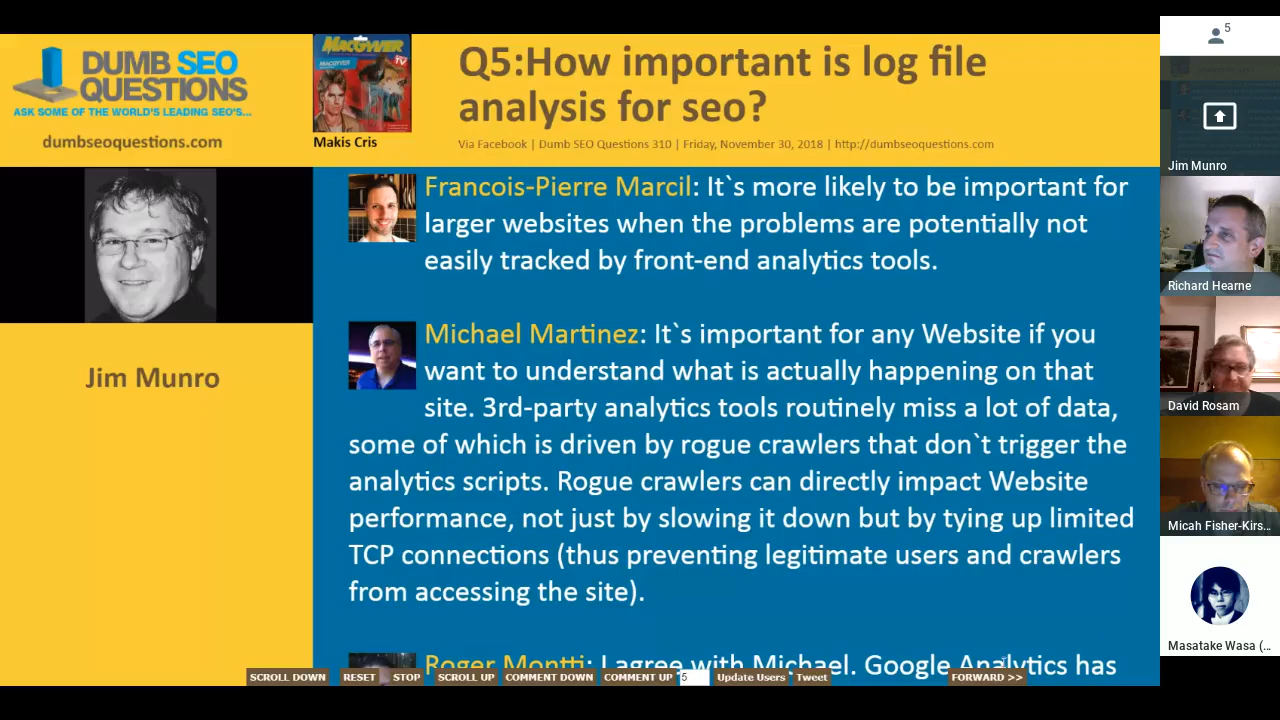 DUMB SEO
QUESTIONS
ASK SOME OF THE WORLD'S LEADING SEO'S...
dumbseoquestions.com
MACGYVER
TV
Makis Cris
Q5:How important is log file
analysis for seo?
Via Facebook | Dumb SEO Questions 310 | Friday, November 30, 2018 | http://dumbseoquestions.com
Jim Munro
Francois-Pierre Marcil: It`s more likely to be important for
larger websites when the problems are potentially not
easily tracked by front-end analytics tools.
Michael Martinez: It`s important for any Website if you
want to understand what is actually happening on that
site. 3rd-party analytics tools routinely miss a lot of data,
some of which is driven by rogue crawlers that don`t trigger the
analytics scripts. Rogue crawlers can directly impact Website
performance, not just by slowing it down but by tying up limited
TCP connections (thus preventing legitimate users and crawlers
from accessing the site).
Roger Montti: I agree with Michael. Google Analytics has
SCROLL DOWN RESET STOP SCROLL UP COMMENT DOWN COMMENT UP 5 Update Users Tweet FORWARD >>
5
Jim Munro
Richard Hearne
David Rosam
Micah Fisher-Kirs...
Masatake Wasa (...